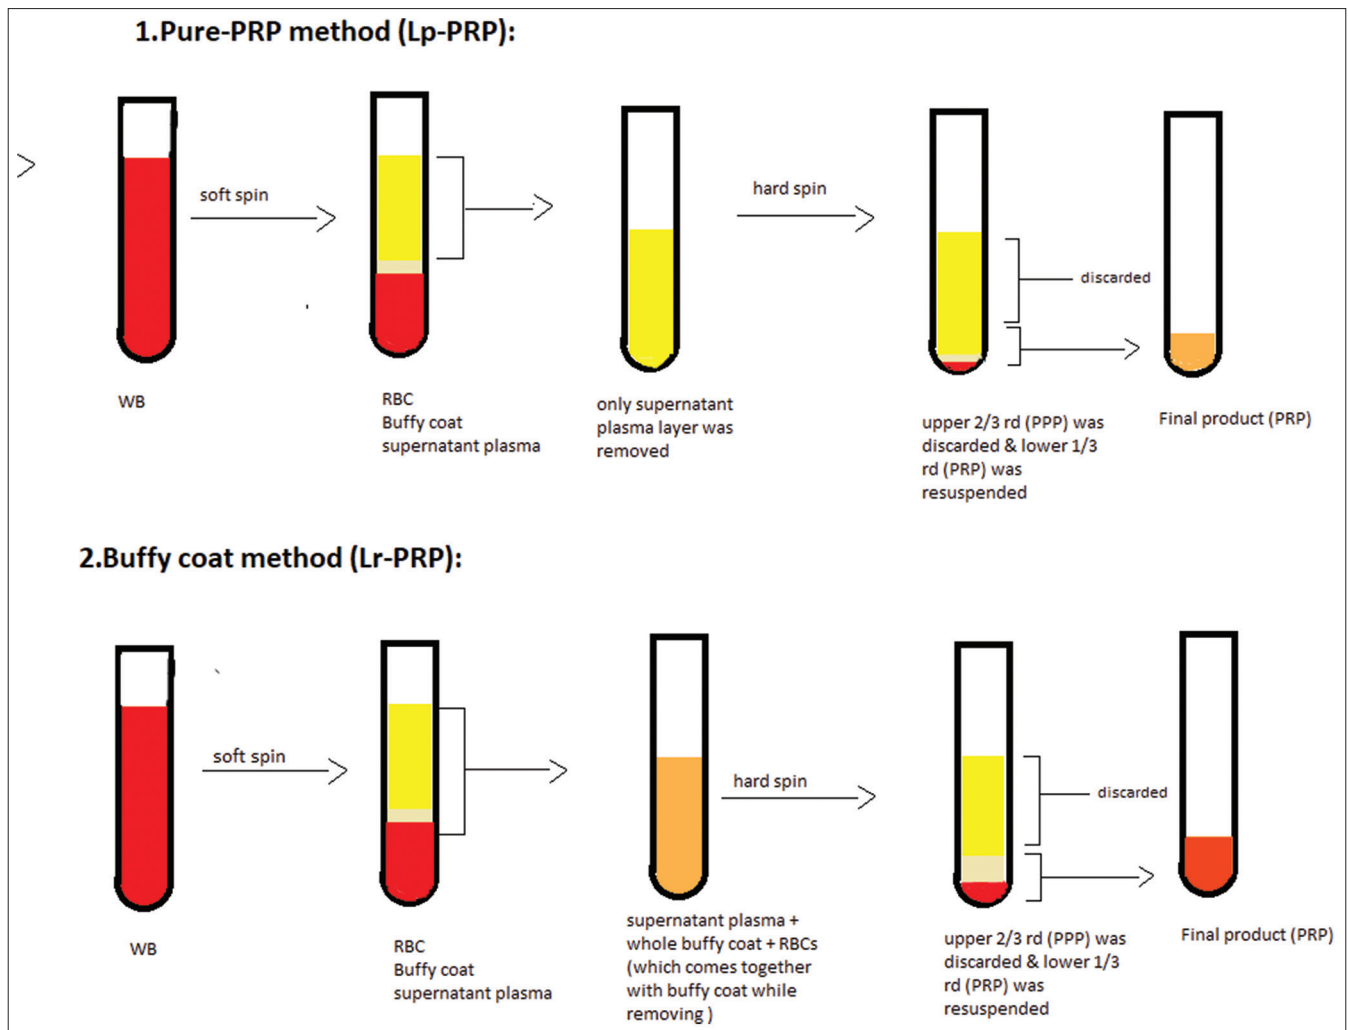 1.Pure-PRP method (Lp-PRP):
soft spin
hard spin
discarded
WB
RBC
Buffy coat
supernatant plasma
only supernatant
plasma layer was
removed
upper 2/3 rd (PPP) was
discarded & lower 1/3
rd (PRP) was
resuspended
Final product (PRP)
2.Buffy coat method (Lr-PRP):
soft spin
hard spin
discarded
WB
RBC
Buffy coat
supernatant plasma
supernatant plasma +
whole buffy coat + RBCs
(which comes together
with buffy coat while
removing )
upper 2/3 rd (PPP) was
discarded & lower 1/3
rd (PRP) was
resuspended
Final product (PRP)